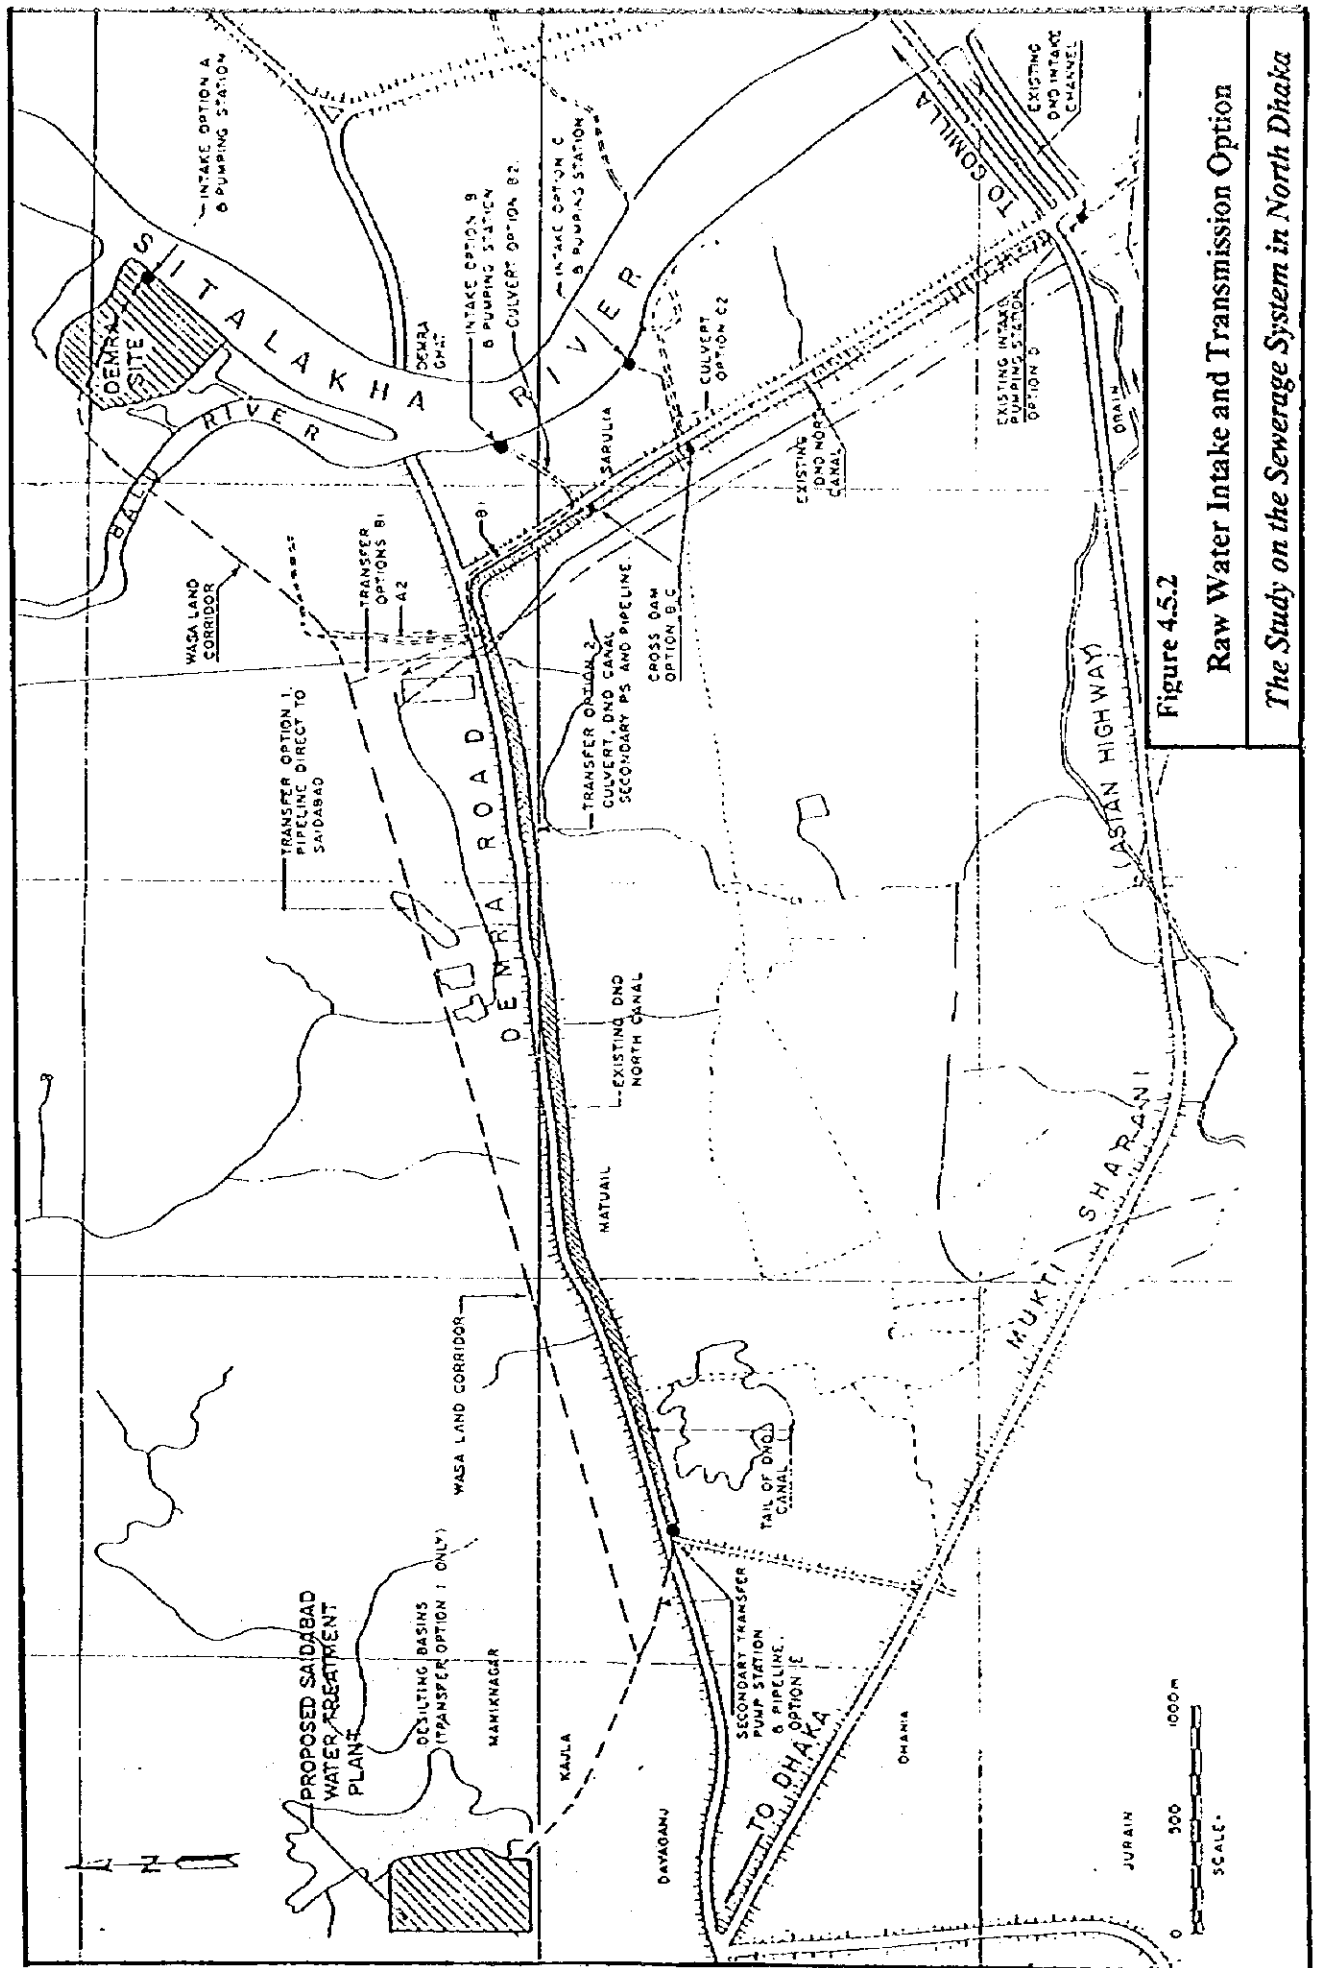 INTAKE OPTION A
& PUMPING STATION
SITALAKHA RIVER
DEMRA
SITE
BALU RIVER
DEMRA
GHAT
INTAKE OPTION B
& PUMPING STATION
CULVERT OPTION B2.
INTAKE OPTION C
& PUMPING STATION
CULVERT
OPTION C2
SARULIA
B1
TO COMILLA
EXISTING
DND INTAKE
CHANNEL
EXISTING INTAKE
PUMPING STATION
OPTION D
DRAIN
EXISTING
DND NORTH
CANAL
CROSS DAM
OPTION B C
WASA LAND
CORRIDOR
TRANSFER
OPTIONS B1
A2
TRANSFER OPTION 1.
PIPELINE DIRECT TO
SAIDABAD
TRANSFER OPTION 2
CULVERT, DND CANAL
SECONDARY PS AND PIPELINE.
DEMRA ROAD
EXISTING DND
NORTH CANAL
MATUAIL
WASA LAND CORRIDOR
TAIL OF DND
CANAL
MUKTI SHARANI
(ASIAN HIGHWAY)
PROPOSED SAIDABAD
WATER TREATMENT
PLANT
DESILTING BASINS
(TRANSFER OPTION 1 ONLY)
MANIKNAGAR
KAJLA
SECONDARY TRANSFER
PUMP STATION
& PIPELINE.
OPTION E
DAYAGANJ
TO DHAKA
DHANIA
JURAIN
N
0 500 1000m
SCALE:
Figure 4.5.2
Raw Water Intake and Transmission Option
The Study on the Sewerage System in North Dhaka